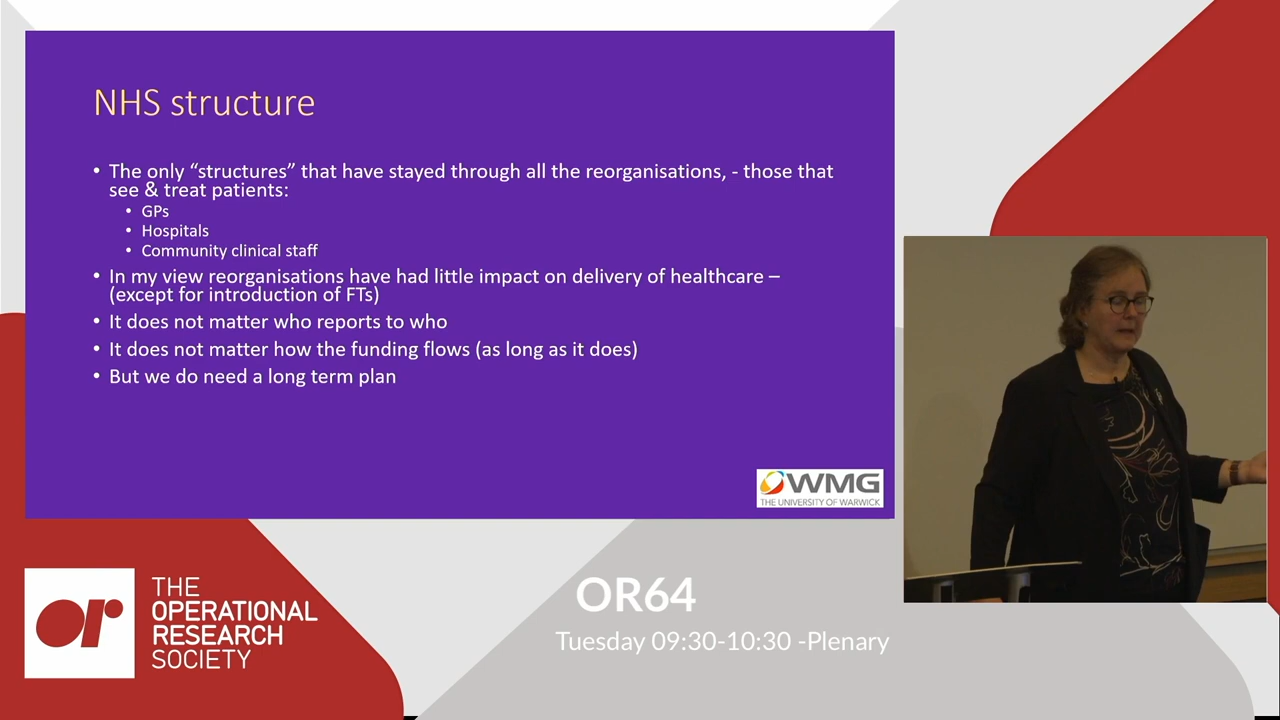 NHS structure
• The only “structures” that have stayed through all the reorganisations, - those that
see & treat patients:
• GPs
• Hospitals
• Community clinical staff
• In my view reorganisations have had little impact on delivery of healthcare –
(except for introduction of FTs)
• It does not matter who reports to who
• It does not matter how the funding flows (as long as it does)
• But we do need a long term plan
WMG
THE UNIVERSITY OF WARWICK
or
THE
OPERATIONAL
RESEARCH
SOCIETY
OR64
Tuesday 09:30-10:30 -Plenary